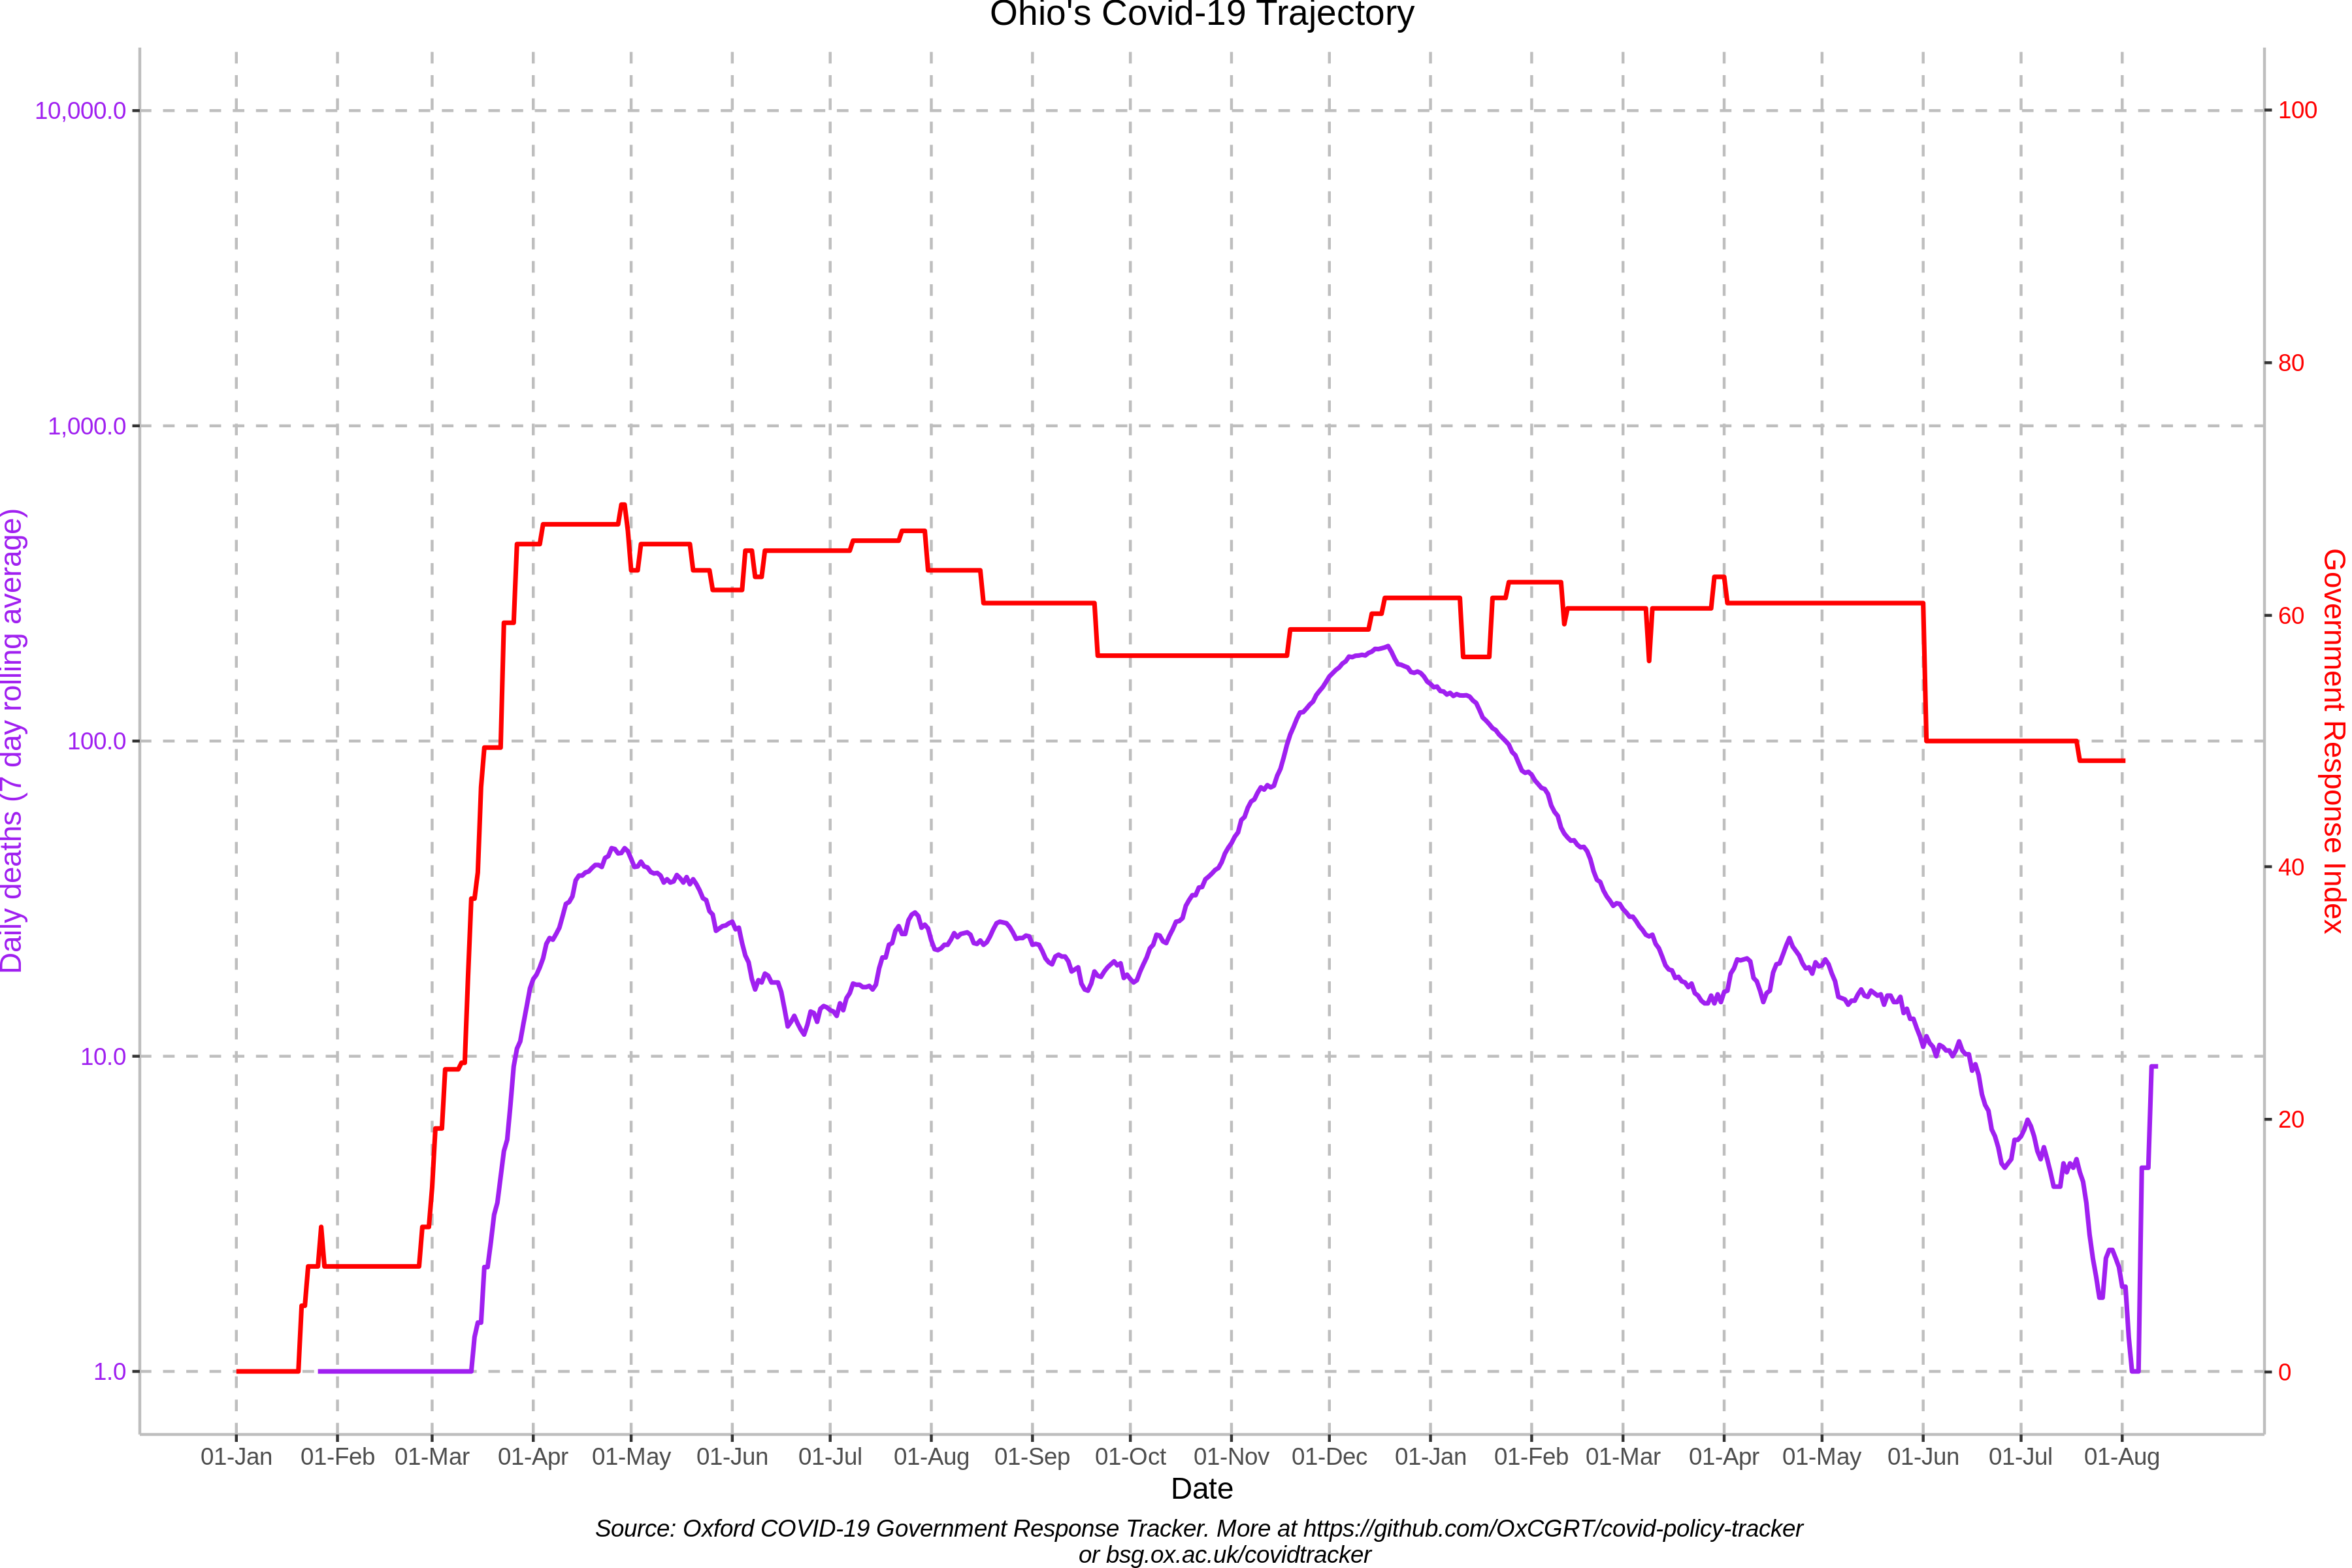 Ohio's Covid-19 Trajectory
10,000.0
1,000.0
100.0
10.0
1.0
Daily deaths (7 day rolling average)
100
80
60
40
20
0
Government Response Index
01-Jan 01-Feb 01-Mar 01-Apr 01-May 01-Jun 01-Jul 01-Aug 01-Sep 01-Oct 01-Nov 01-Dec 01-Jan 01-Feb 01-Mar 01-Apr 01-May 01-Jun 01-Jul 01-Aug
Date
Source: Oxford COVID-19 Government Response Tracker. More at https://github.com/OxCGRT/covid-policy-tracker
or bsg.ox.ac.uk/covidtracker